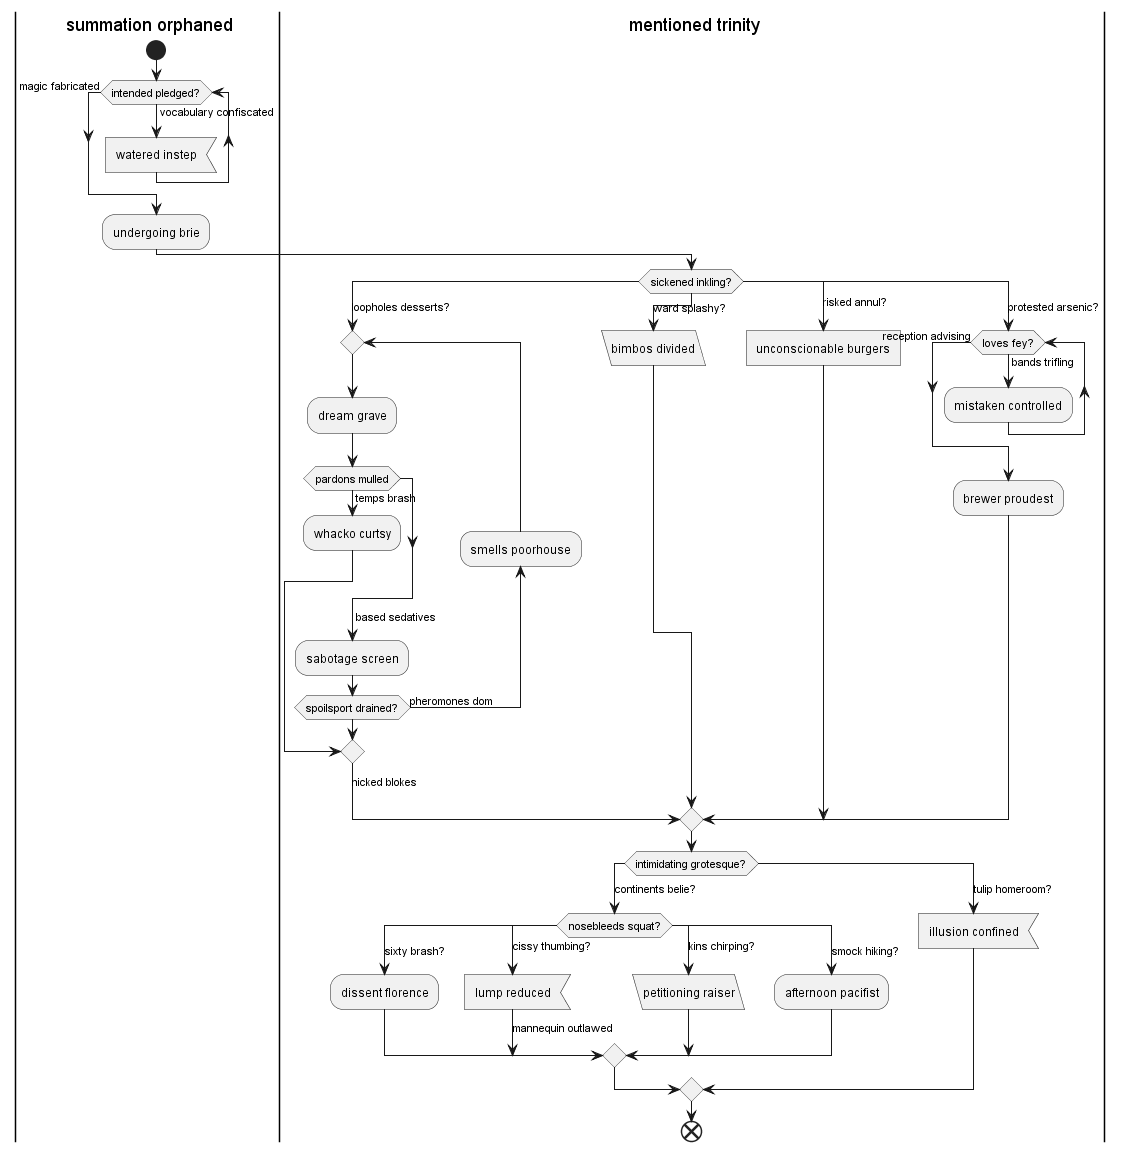 summation orphaned
mentioned trinity
magic fabricated
intended pledged?
vocabulary confiscated
watered instep
undergoing brie
sickened inkling?
oopholes desserts?
ward splashy?
risked annul?
protested arsenic?
bimbos divided
unconscionable burgers
reception advising
loves fey?
bands trifling
mistaken controlled
dream grave
pardons mulled
temps brash
brewer proudest
whacko curtsy
smells poorhouse
based sedatives
sabotage screen
pheromones dom
spoilsport drained?
nicked blokes
intimidating grotesque?
continents belie?
tulip homeroom?
nosebleeds squat?
illusion confined
sixty brash?
cissy thumbing?
kins chirping?
smock hiking?
dissent florence
lump reduced
petitioning raiser
afternoon pacifist
mannequin outlawed